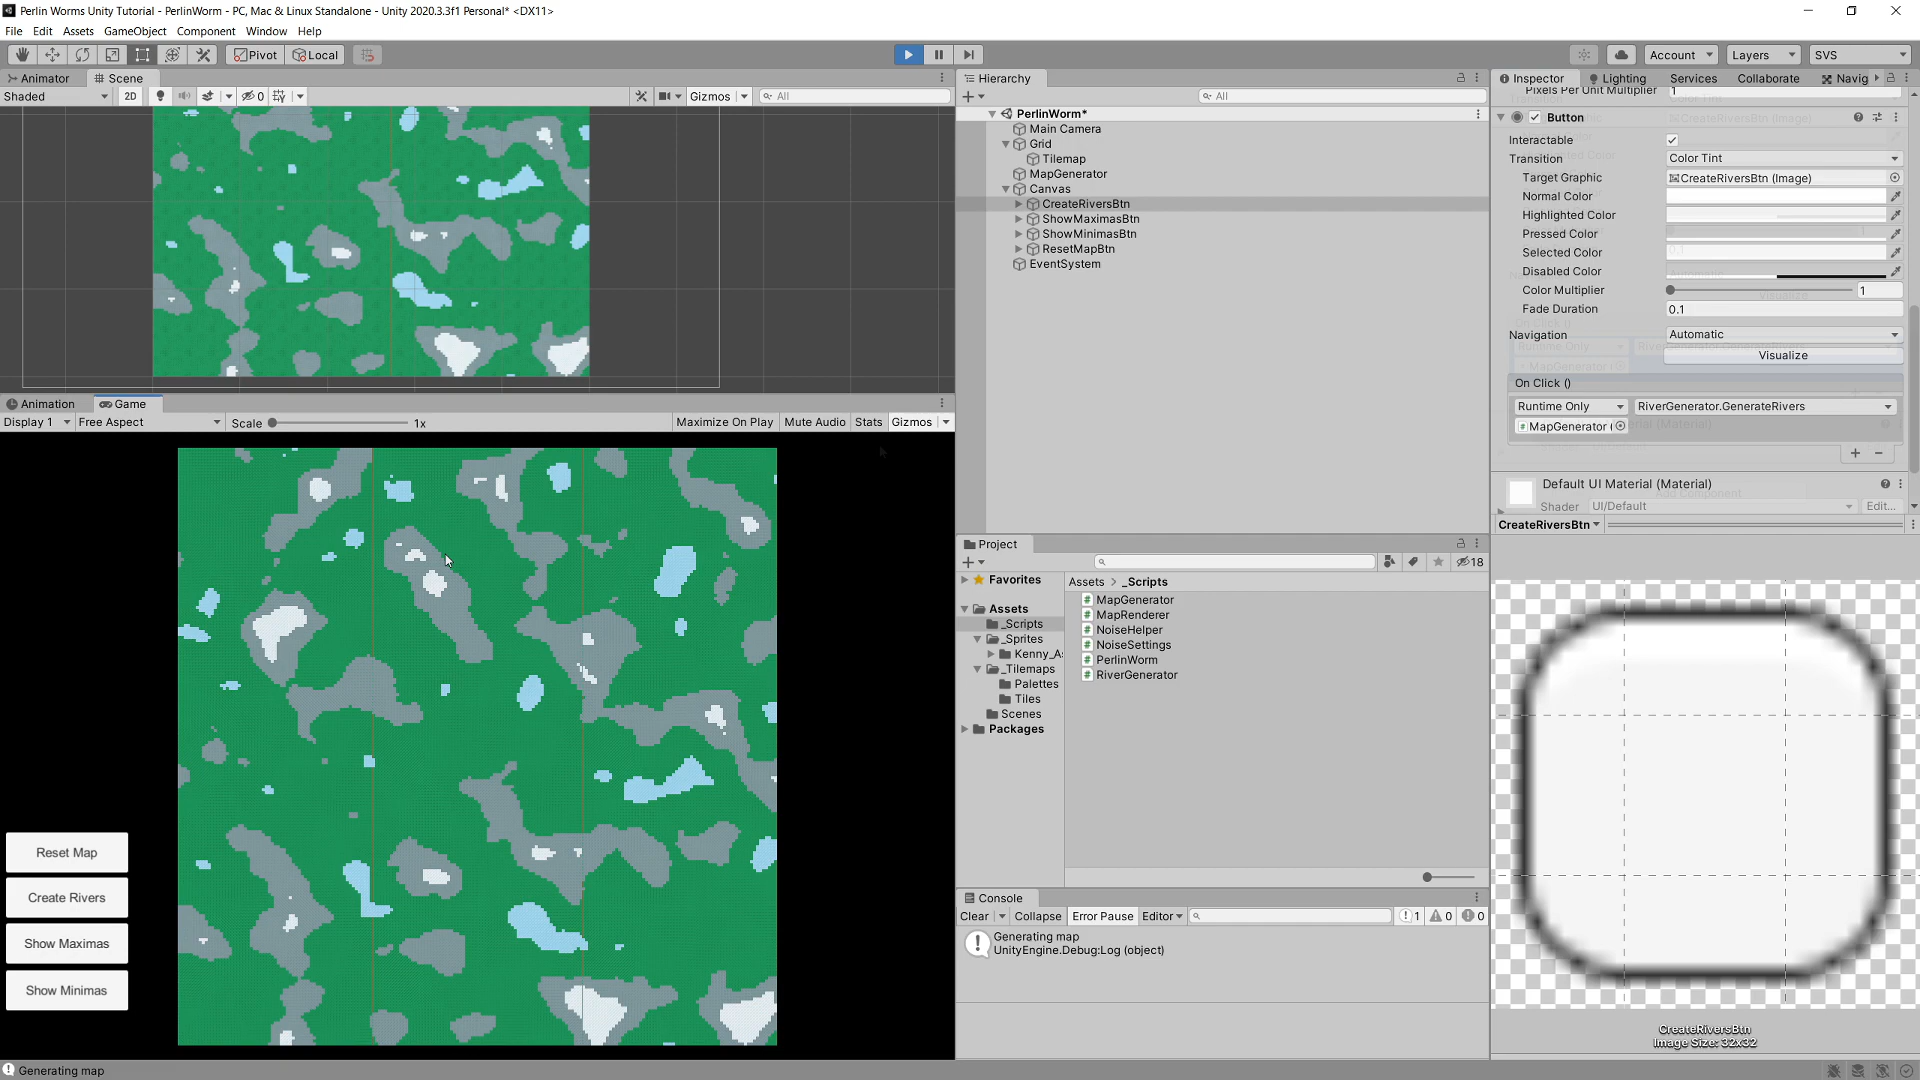 Perlin Worms Unity Tutorial - PerlinWorm - PC, Mac & Linux Standalone - Unity 2020.3.3f1 Personal* <DX11>
File Edit Assets GameObject Component Window Help
Pivot Local Account Layers SVS
Animator Scene
Shaded 2D 0 Gizmos All
Animation Game
Display 1 Free Aspect Scale 1x Maximize On Play Mute Audio Stats Gizmos
Reset Map
Create Rivers
Show Maximas
Show Minimas
Hierarchy
All
PerlinWorm*
Main Camera
Grid
Tilemap
MapGenerator
Canvas
CreateRiversBtn
ShowMaximasBtn
ShowMinimasBtn
ResetMapBtn
EventSystem
Project
18
Favorites
Assets
_Scripts
_Sprites
Kenny_A
_Tilemaps
Palettes
Tiles
Scenes
Packages
Assets > _Scripts
MapGenerator
MapRenderer
NoiseHelper
NoiseSettings
PerlinWorm
RiverGenerator
Console
Clear Collapse Error Pause Editor 1 0 0
Generating map
UnityEngine.Debug:Log (object)
Inspector Lighting Services Collaborate Navig
Pixels Per Unit Multiplier 1
Button
Interactable
Transition Color Tint
Target Graphic CreateRiversBtn (Image)
Normal Color
Highlighted Color
Pressed Color
Selected Color
Disabled Color
Color Multiplier 1
Fade Duration 0.1
Navigation Automatic
Visualize
On Click ()
Runtime Only RiverGenerator.GenerateRivers
MapGenerator (
Default UI Material (Material)
Shader UI/Default Edit...
CreateRiversBtn
CreateRiversBtn
Image Size: 32x32
Generating map